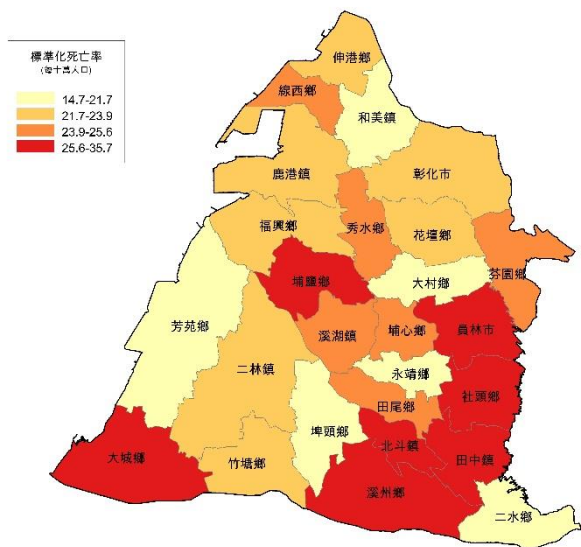 標準化死亡率
(每十萬人口)
14.7-21.7
21.7-23.9
23.9-25.6
25.6-35.7
伸港鄉
線西鄉
和美鎮
鹿港鎮
彰化市
福興鄉
秀水鄉
花壇鄉
芬園鄉
埔鹽鄉
大村鄉
芳苑鄉
溪湖鎮
埔心鄉
員林市
二林鎮
永靖鄉
社頭鄉
田尾鄉
埤頭鄉
北斗鎮
大城鄉
竹塘鄉
田中鎮
溪州鄉
二水鄉